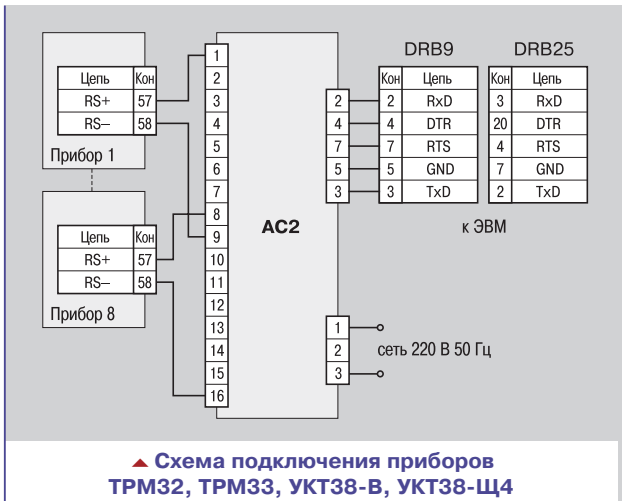 Цепь Кон
RS+ 57
RS– 58
Прибор 1
Цепь Кон
RS+ 57
RS– 58
Прибор 8
1
2
3
4
5
6
7
8
9
10
11
12
13
14
15
16
AC2
2
4
7
5
3
1
2
3
сеть 220 В 50 Гц
DRB9
Кон Цепь
2 RxD
4 DTR
7 RTS
5 GND
3 TxD
DRB25
Кон Цепь
3 RxD
20 DTR
4 RTS
7 GND
2 TxD
к ЭВМ
Схема подключения приборов
ТРМ32, ТРМ33, УКТ38-В, УКТ38-Щ4